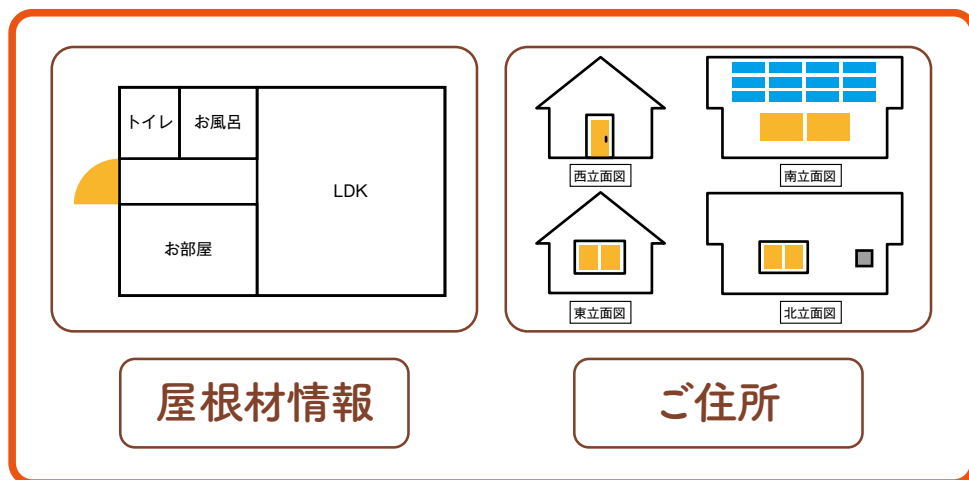 トイレ
お風呂
LDK
お部屋
西立面図
南立面図
東立面図
北立面図
屋根材情報
ご住所